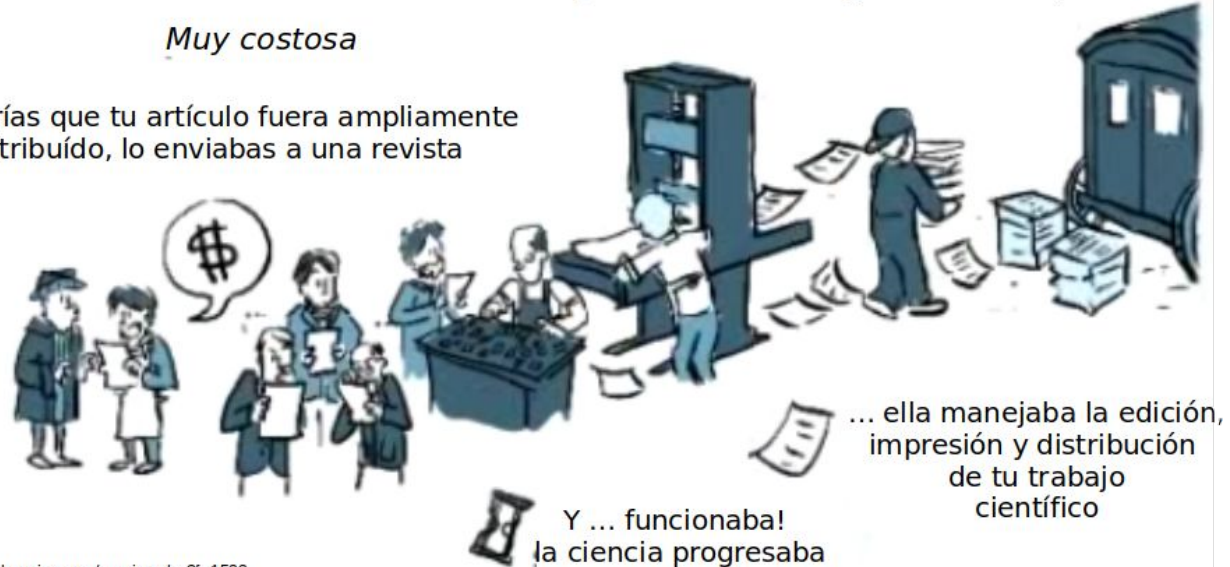 Muy costosa
rías que tu artículo fuera ampliamente
tribuído, lo enviabas a una revista
$
... ella manejaba la edición,
impresión y distribución
de tu trabajo
científico
Y ... funcionaba!
la ciencia progresaba